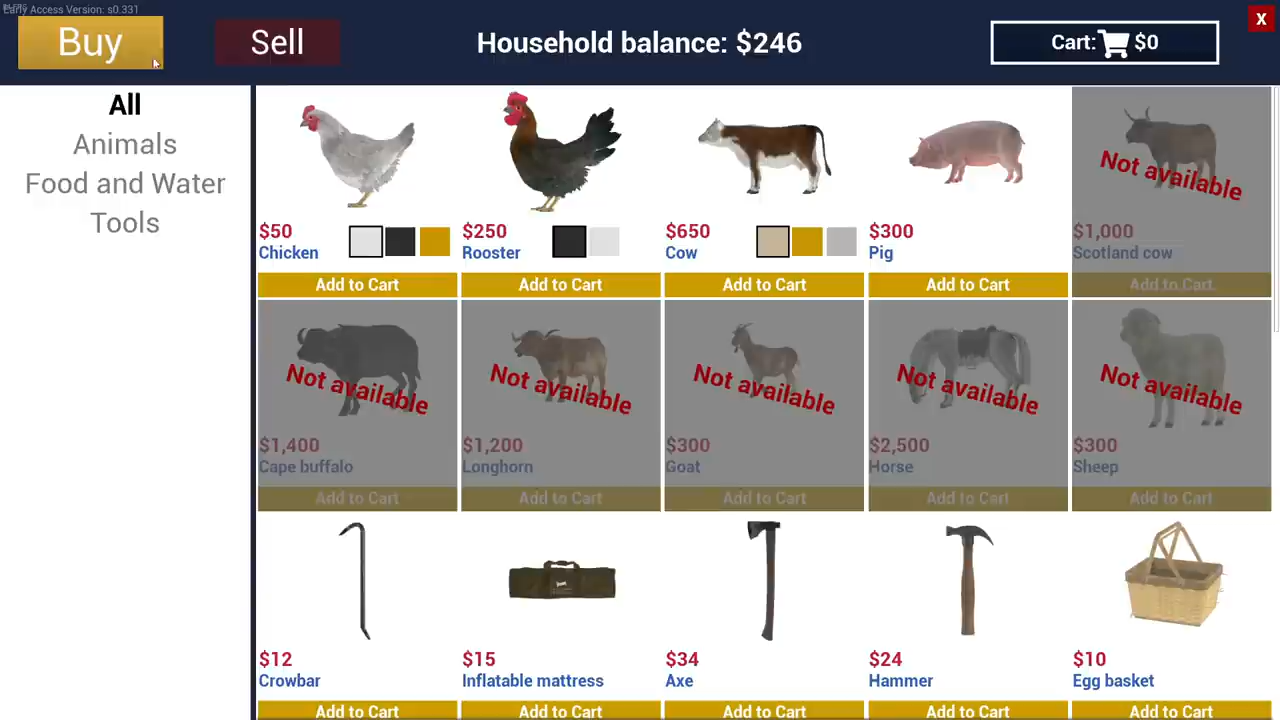 Early Access Version: s0.331
Buy
Sell
Household balance: $246
Cart: $0
X
All
Animals
Food and Water
Tools
$50
Chicken
Add to Cart
$250
Rooster
Add to Cart
$650
Cow
Add to Cart
$300
Pig
Add to Cart
Not available
$1,000
Scotland cow
Add to Cart
Not available
$1,400
Cape buffalo
Add to Cart
Not available
$1,200
Longhorn
Add to Cart
Not available
$300
Goat
Add to Cart
Not available
$2,500
Horse
Add to Cart
Not available
$300
Sheep
Add to Cart
$12
Crowbar
Add to Cart
$15
Inflatable mattress
Add to Cart
$34
Axe
Add to Cart
$24
Hammer
Add to Cart
$10
Egg basket
Add to Cart